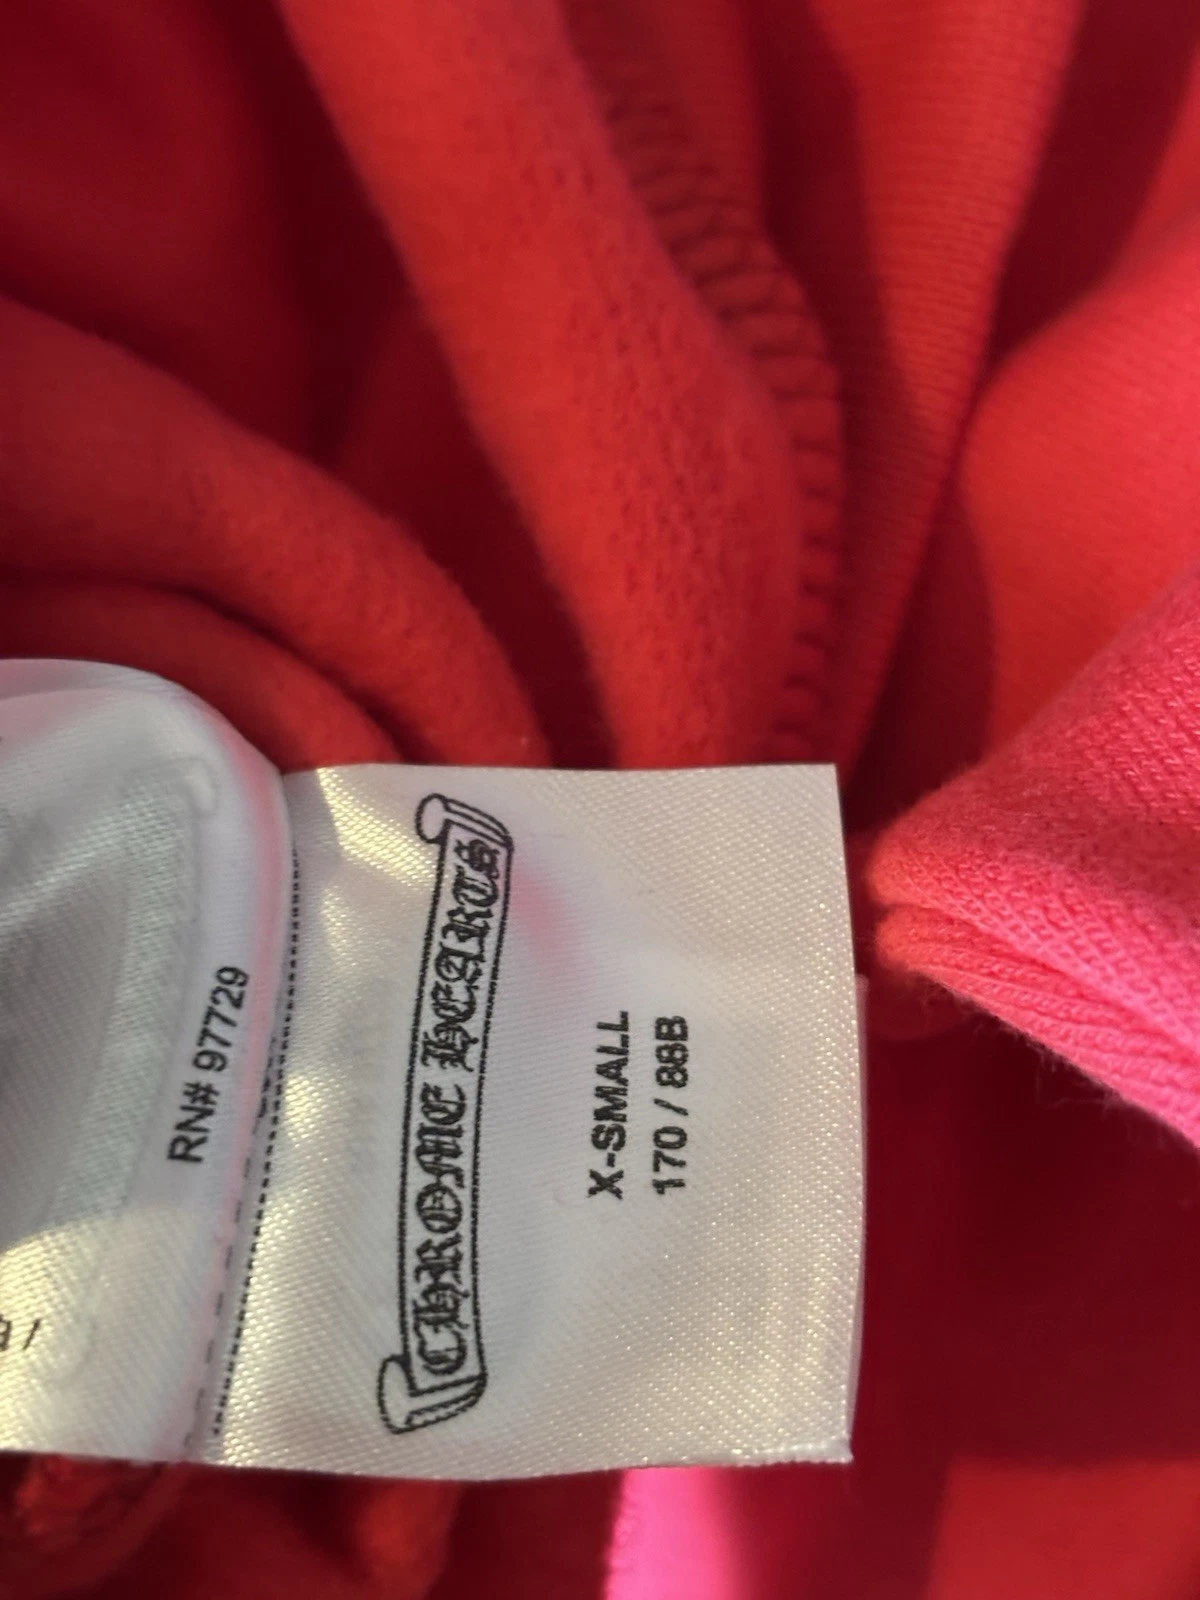 CHROME HEARTS
X-SMALL
170 / 88B
RN# 97729